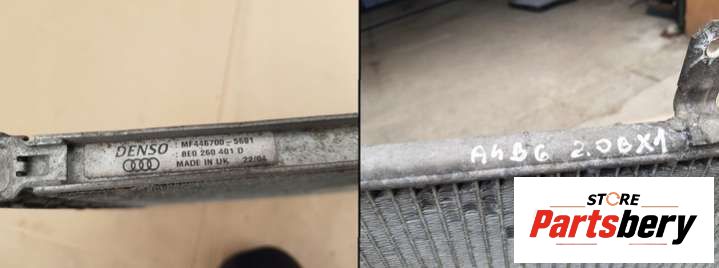 DENSO
MF446700-5681
8E0 260 401 D
MADE IN UK 22/04
A4B6 2.0BX1
STORE
Partsbery